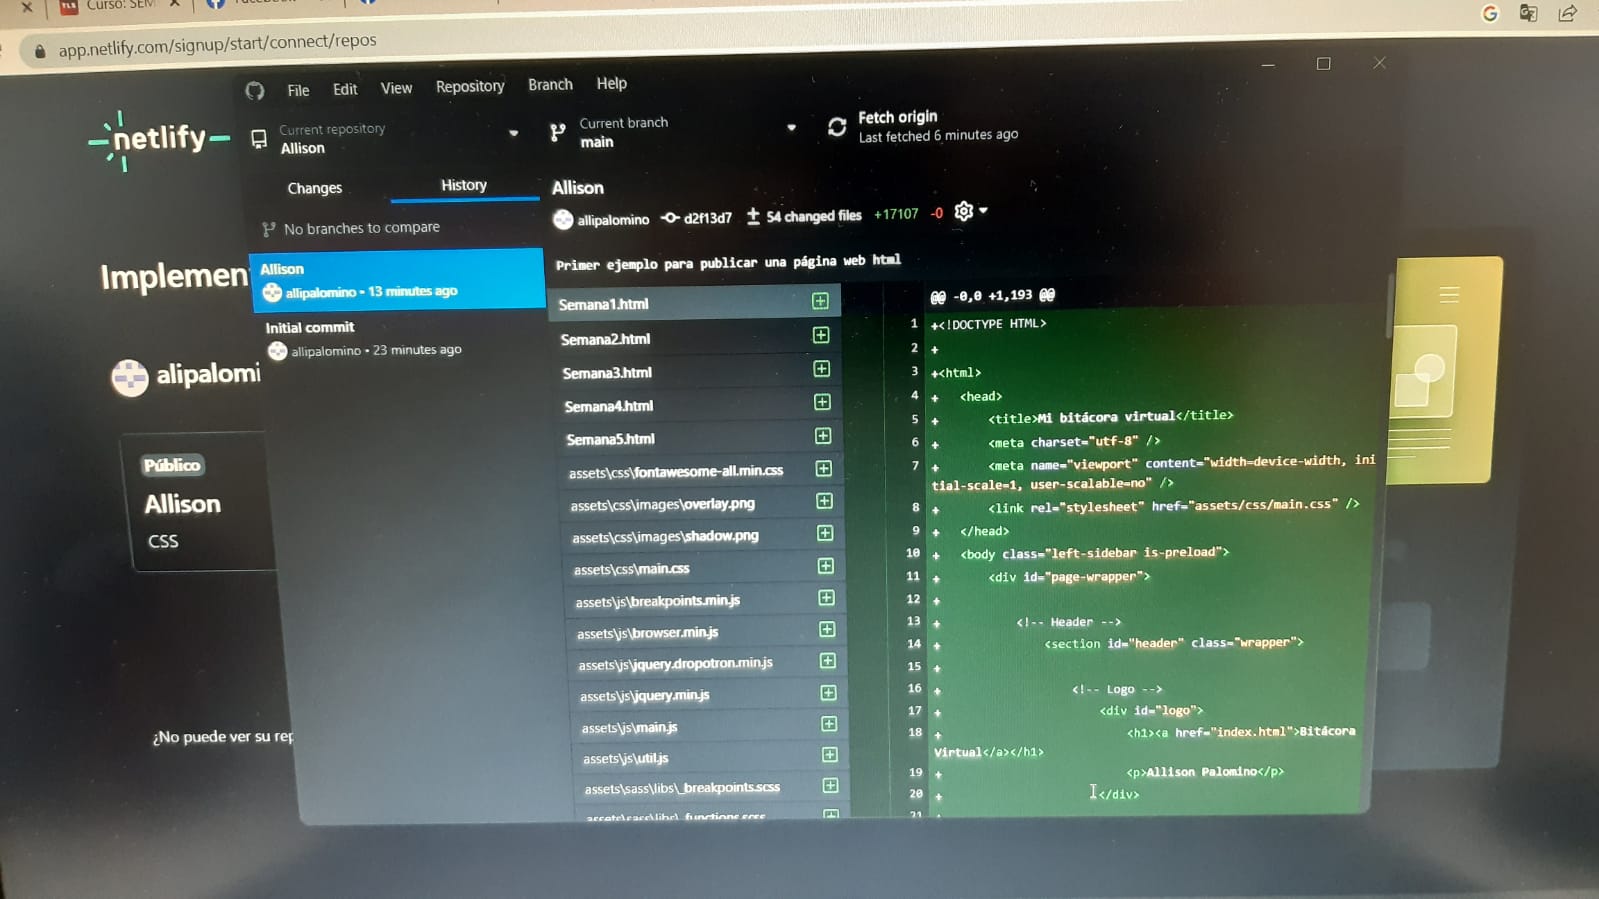 Curso: SEM
app.netlify.com/signup/start/connect/repos
netlify
File Edit View Repository Branch Help
Current repository
Allison
Current branch
main
Fetch origin
Last fetched 6 minutes ago
Changes
History
No branches to compare
Allison
allipalomino • 13 minutes ago
Initial commit
allipalomino • 23 minutes ago
Allison
allipalomino d2f13d7 54 changed files +17107 -0
Primer ejemplo para publicar una página web html
Semana1.html
Semana2.html
Semana3.html
Semana4.html
Semana5.html
assets\css\fontawesome-all.min.css
assets\css\images\overlay.png
assets\css\images\shadow.png
assets\css\main.css
assets\js\breakpoints.min.js
assets\js\browser.min.js
assets\js\jquery.dropotron.min.js
assets\js\jquery.min.js
assets\js\main.js
assets\js\util.js
assets\sass\libs\_breakpoints.scss
assets\sass\libs\_functions.scss
@@ -0,0 +1,193 @@
1 +<!DOCTYPE HTML>
2 +
3 +<html>
4 + <head>
5 + <title>Mi bitácora virtual</title>
6 + <meta charset="utf-8" />
7 + <meta name="viewport" content="width=device-width, ini
tial-scale=1, user-scalable=no" />
8 + <link rel="stylesheet" href="assets/css/main.css" />
9 + </head>
10 + <body class="left-sidebar is-preload">
11 + <div id="page-wrapper">
12 +
13 + <!-- Header -->
14 + <section id="header" class="wrapper">
15 +
16 + <!-- Logo -->
17 + <div id="logo">
18 + <h1><a href="index.html">Bitácora
Virtual</a></h1>
19 + <p>Allison Palomino</p>
20 + </div>
21 +
Implemen
alipalomi
Público
Allison
CSS
¿No puede ver su rep